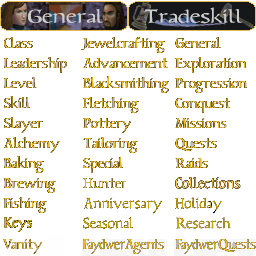 General Tradeskill
Class Jewelcrafting General
Leadership Advancement Exploration
Level Blacksmithing Progression
Skill Fletching Conquest
Slayer Pottery Missions
Alchemy Tailoring Quests
Baking Special Raids
Brewing Hunter Collections
Fishing Anniversary Holiday
Keys Seasonal Research
Vanity FaydwerAgents FaydwerQuests